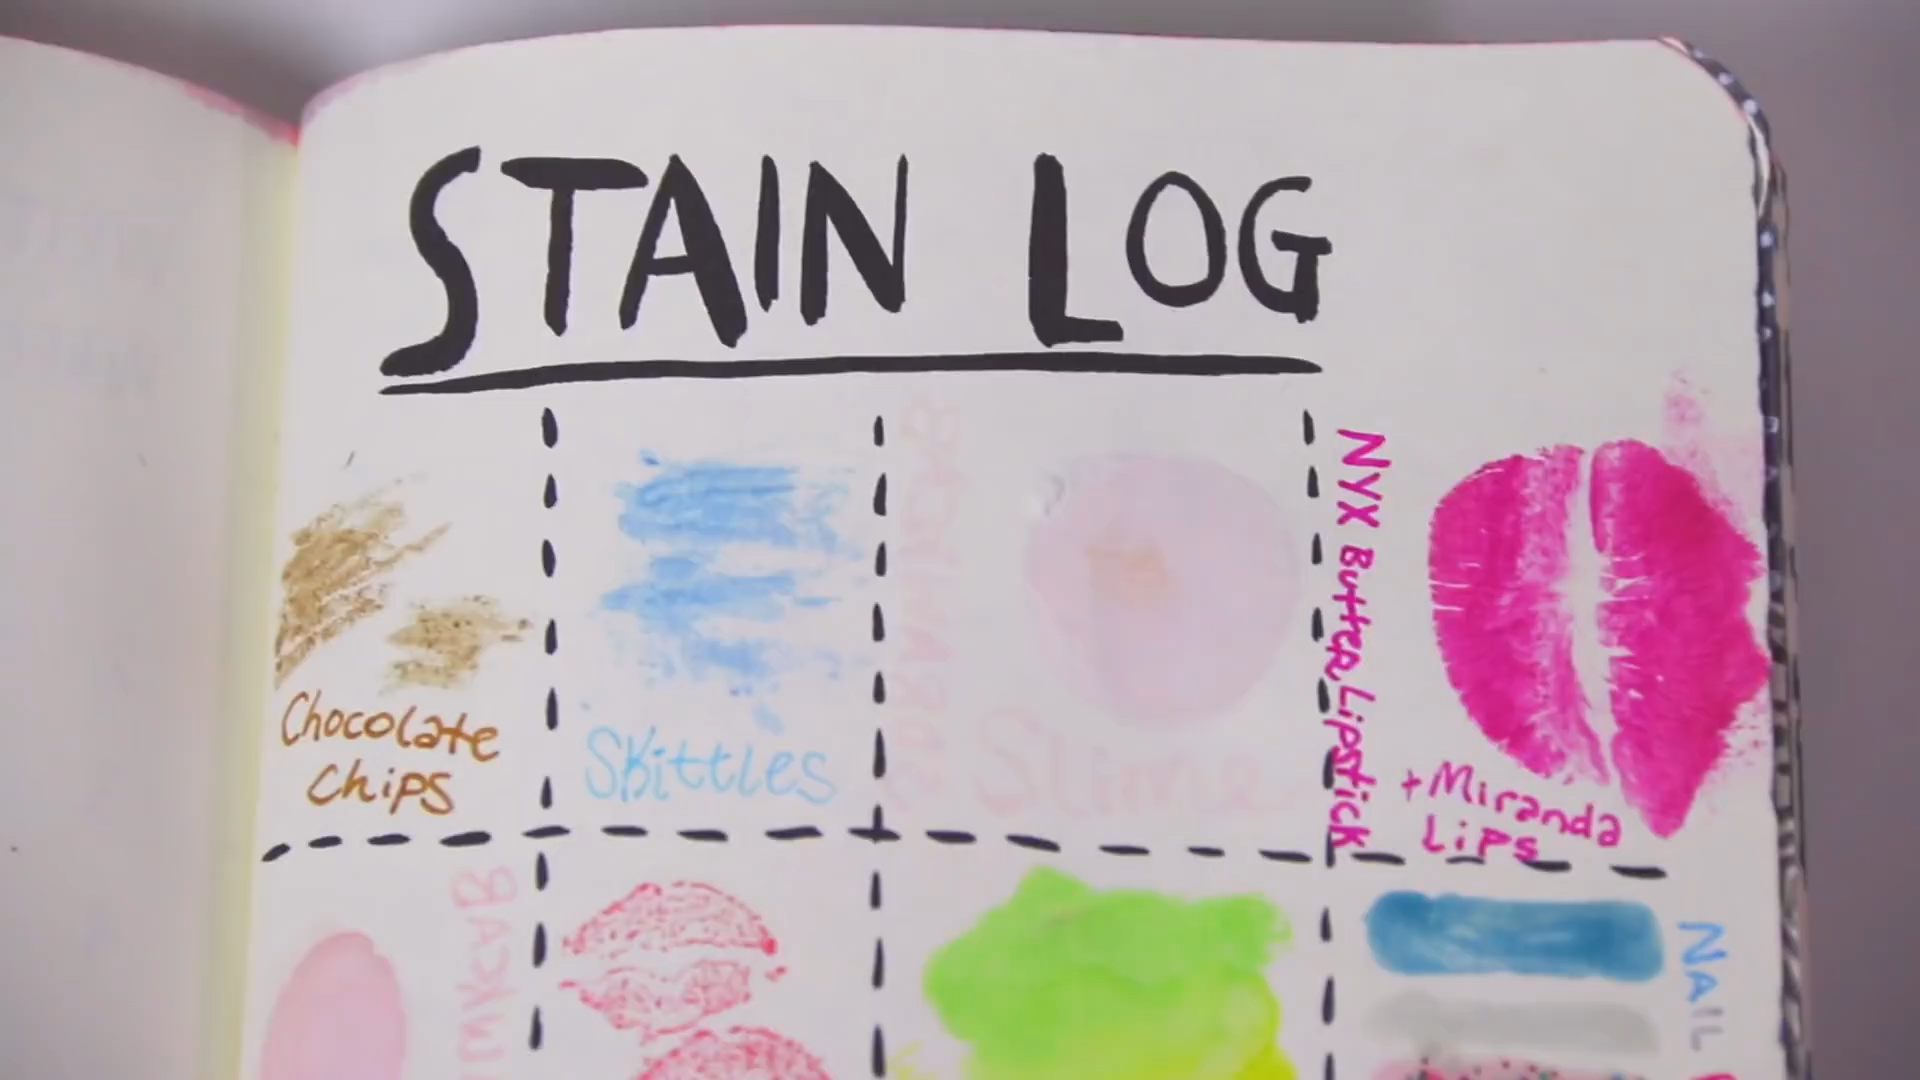 STAIN LOG
Chocolate
Chips
Skittles
Slime
NYX Butter Lipstick
+ Miranda
Lips
NAIL